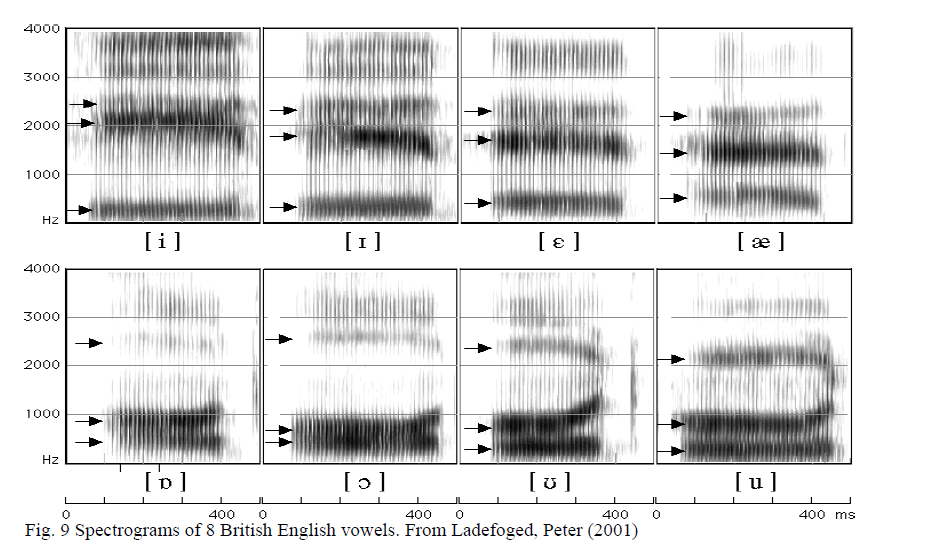 4000
3000
2000
1000
Hz
[ i ] [ ɪ ] [ ɛ ] [ æ ]
4000
3000
2000
1000
Hz
[ ɒ ] [ ɔ ] [ ʊ ] [ u ]
0 400 0 400 0 400 0 400 ms
Fig. 9 Spectrograms of 8 British English vowels. From Ladefoged, Peter (2001)